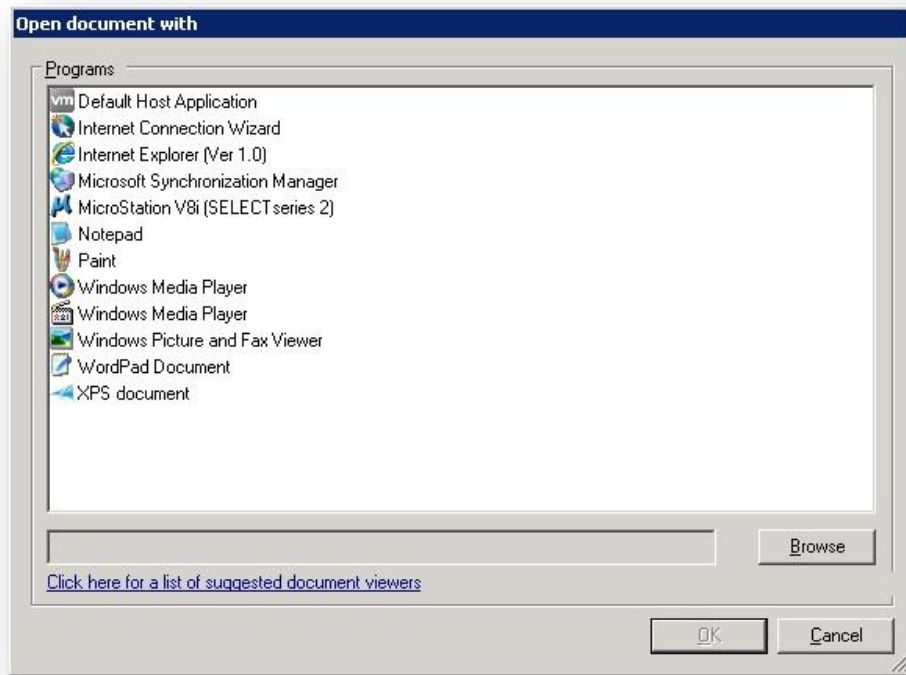 Open document with
Programs
vm Default Host Application
Internet Connection Wizard
Internet Explorer (Ver 1.0)
Microsoft Synchronization Manager
MicroStation V8i (SELECTseries 2)
Notepad
Paint
Windows Media Player
Windows Media Player
Windows Picture and Fax Viewer
WordPad Document
XPS document
Browse
Click here for a list of suggested document viewers
OK Cancel